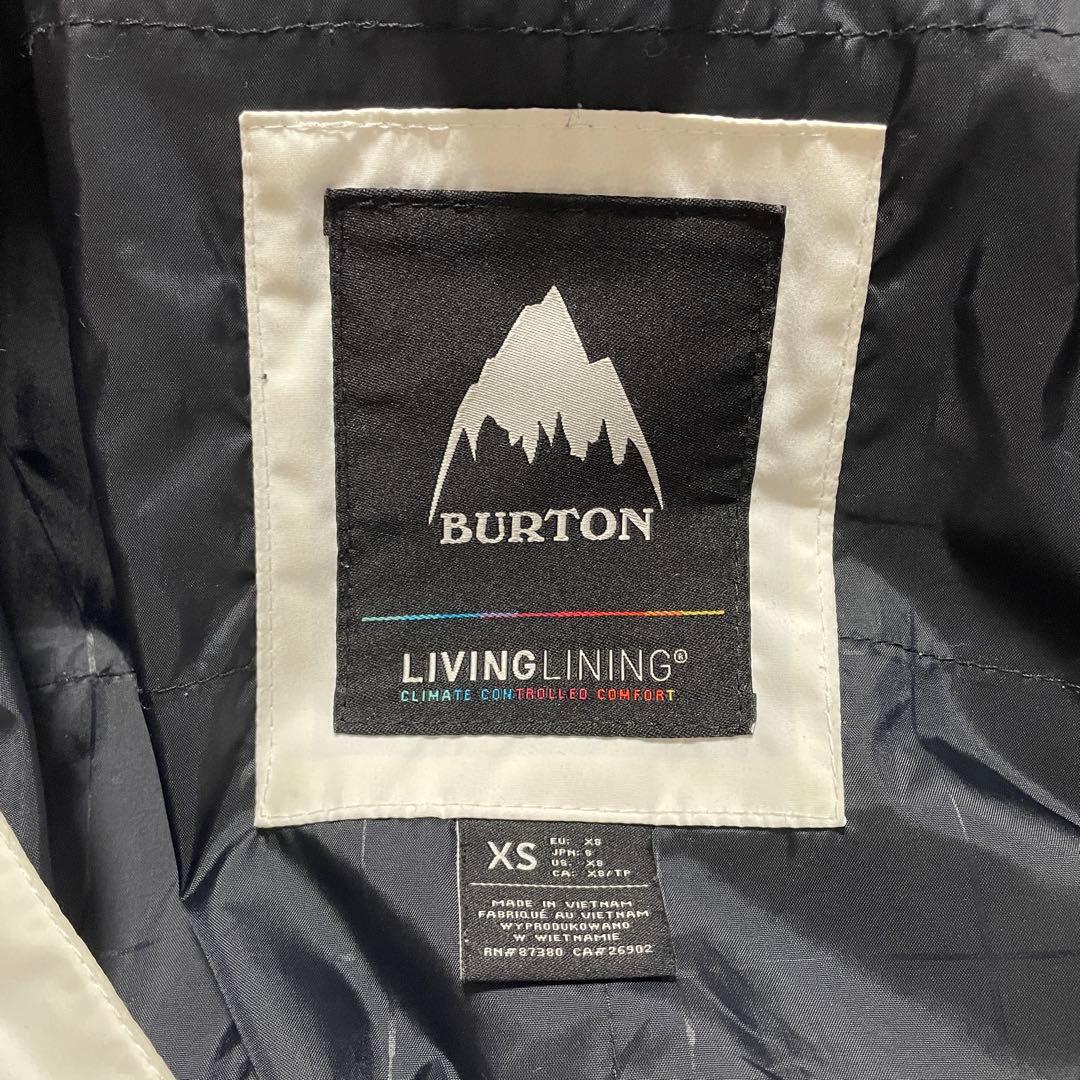 BURTON
LIVINGLINING®
CLIMATE CONTROLLED COMFORT
XS
EU: XS
JPN: S
US: XS
CA: XS/TP
MADE IN VIETNAM
FABRIQUÉ AU VIETNAM
WYPRODUKOWANO
W WIETNAMIE
RN#87380 CA#26902